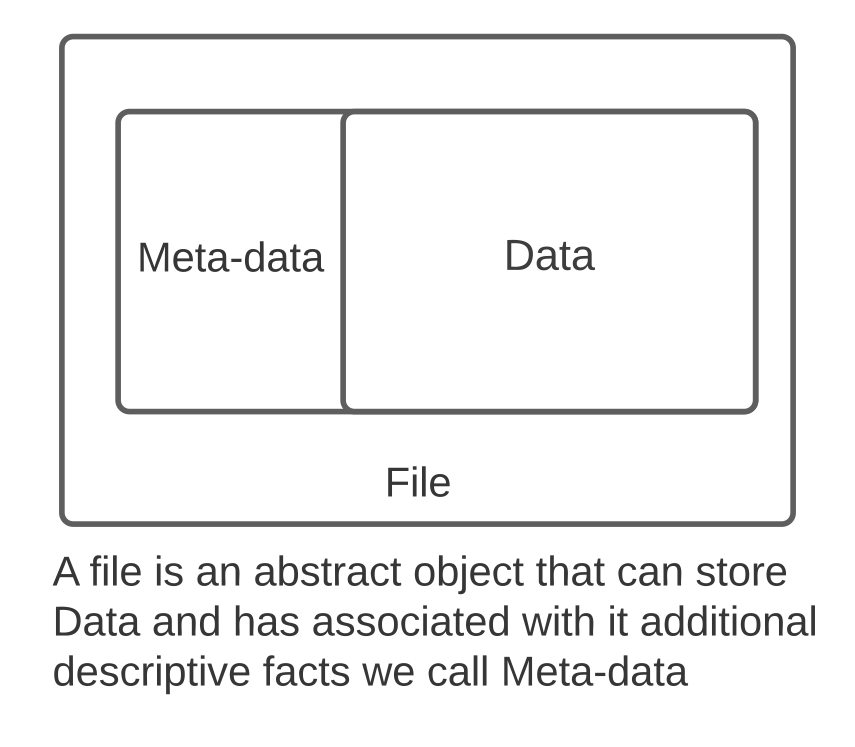 Meta-data
Data
File
A file is an abstract object that can store
Data and has associated with it additional
descriptive facts we call Meta-data